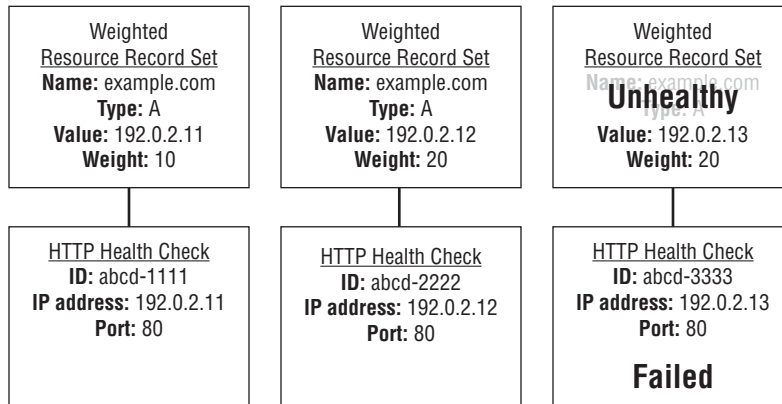 Weighted
Resource Record Set
Name: example.com
Type: A
Value: 192.0.2.11
Weight: 10
HTTP Health Check
ID: abcd-1111
IP address: 192.0.2.11
Port: 80
Weighted
Resource Record Set
Name: example.com
Type: A
Value: 192.0.2.12
Weight: 20
HTTP Health Check
ID: abcd-2222
IP address: 192.0.2.12
Port: 80
Weighted
Resource Record Set
Name: example.com
Unhealthy
Type: A
Value: 192.0.2.13
Weight: 20
HTTP Health Check
ID: abcd-3333
IP address: 192.0.2.13
Port: 80
Failed